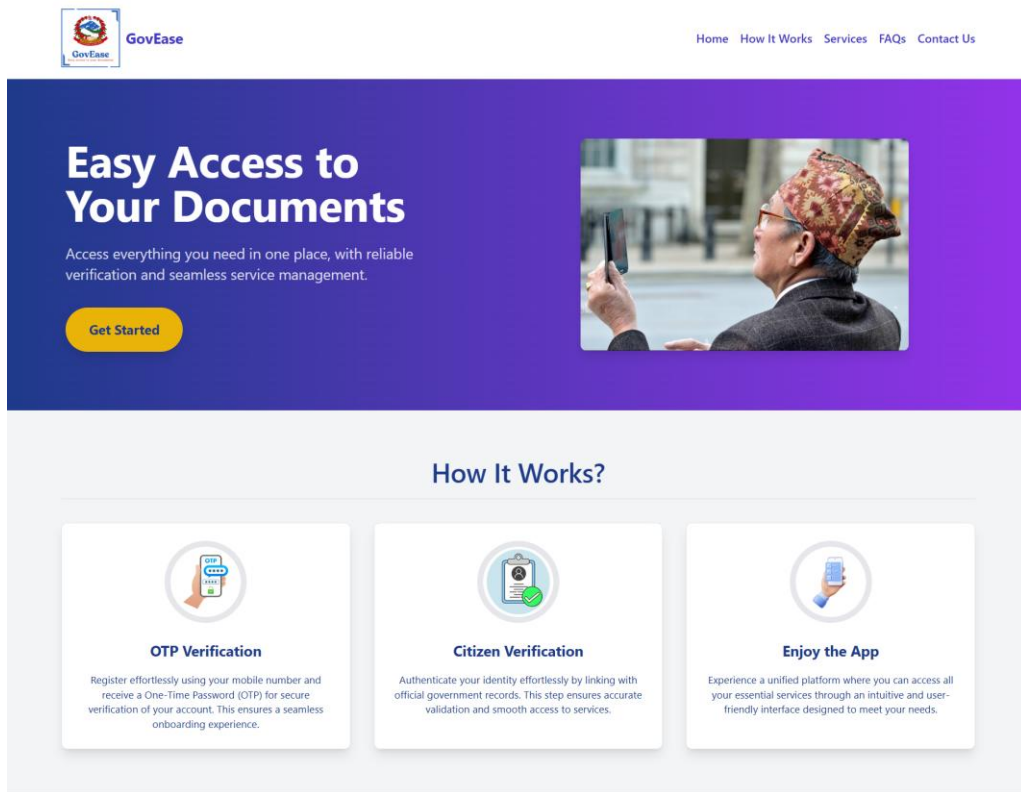 GovEase
GovEase
Home How It Works Services FAQs Contact Us
Easy Access to
Your Documents
Access everything you need in one place, with reliable
verification and seamless service management.
Get Started
How It Works?
OTP
OTP Verification
Register effortlessly using your mobile number and
receive a One-Time Password (OTP) for secure
verification of your account. This ensures a seamless
onboarding experience.
Citizen Verification
Authenticate your identity effortlessly by linking with
official government records. This step ensures accurate
validation and smooth access to services.
Enjoy the App
Experience a unified platform where you can access all
your essential services through an intuitive and user-
friendly interface designed to meet your needs.